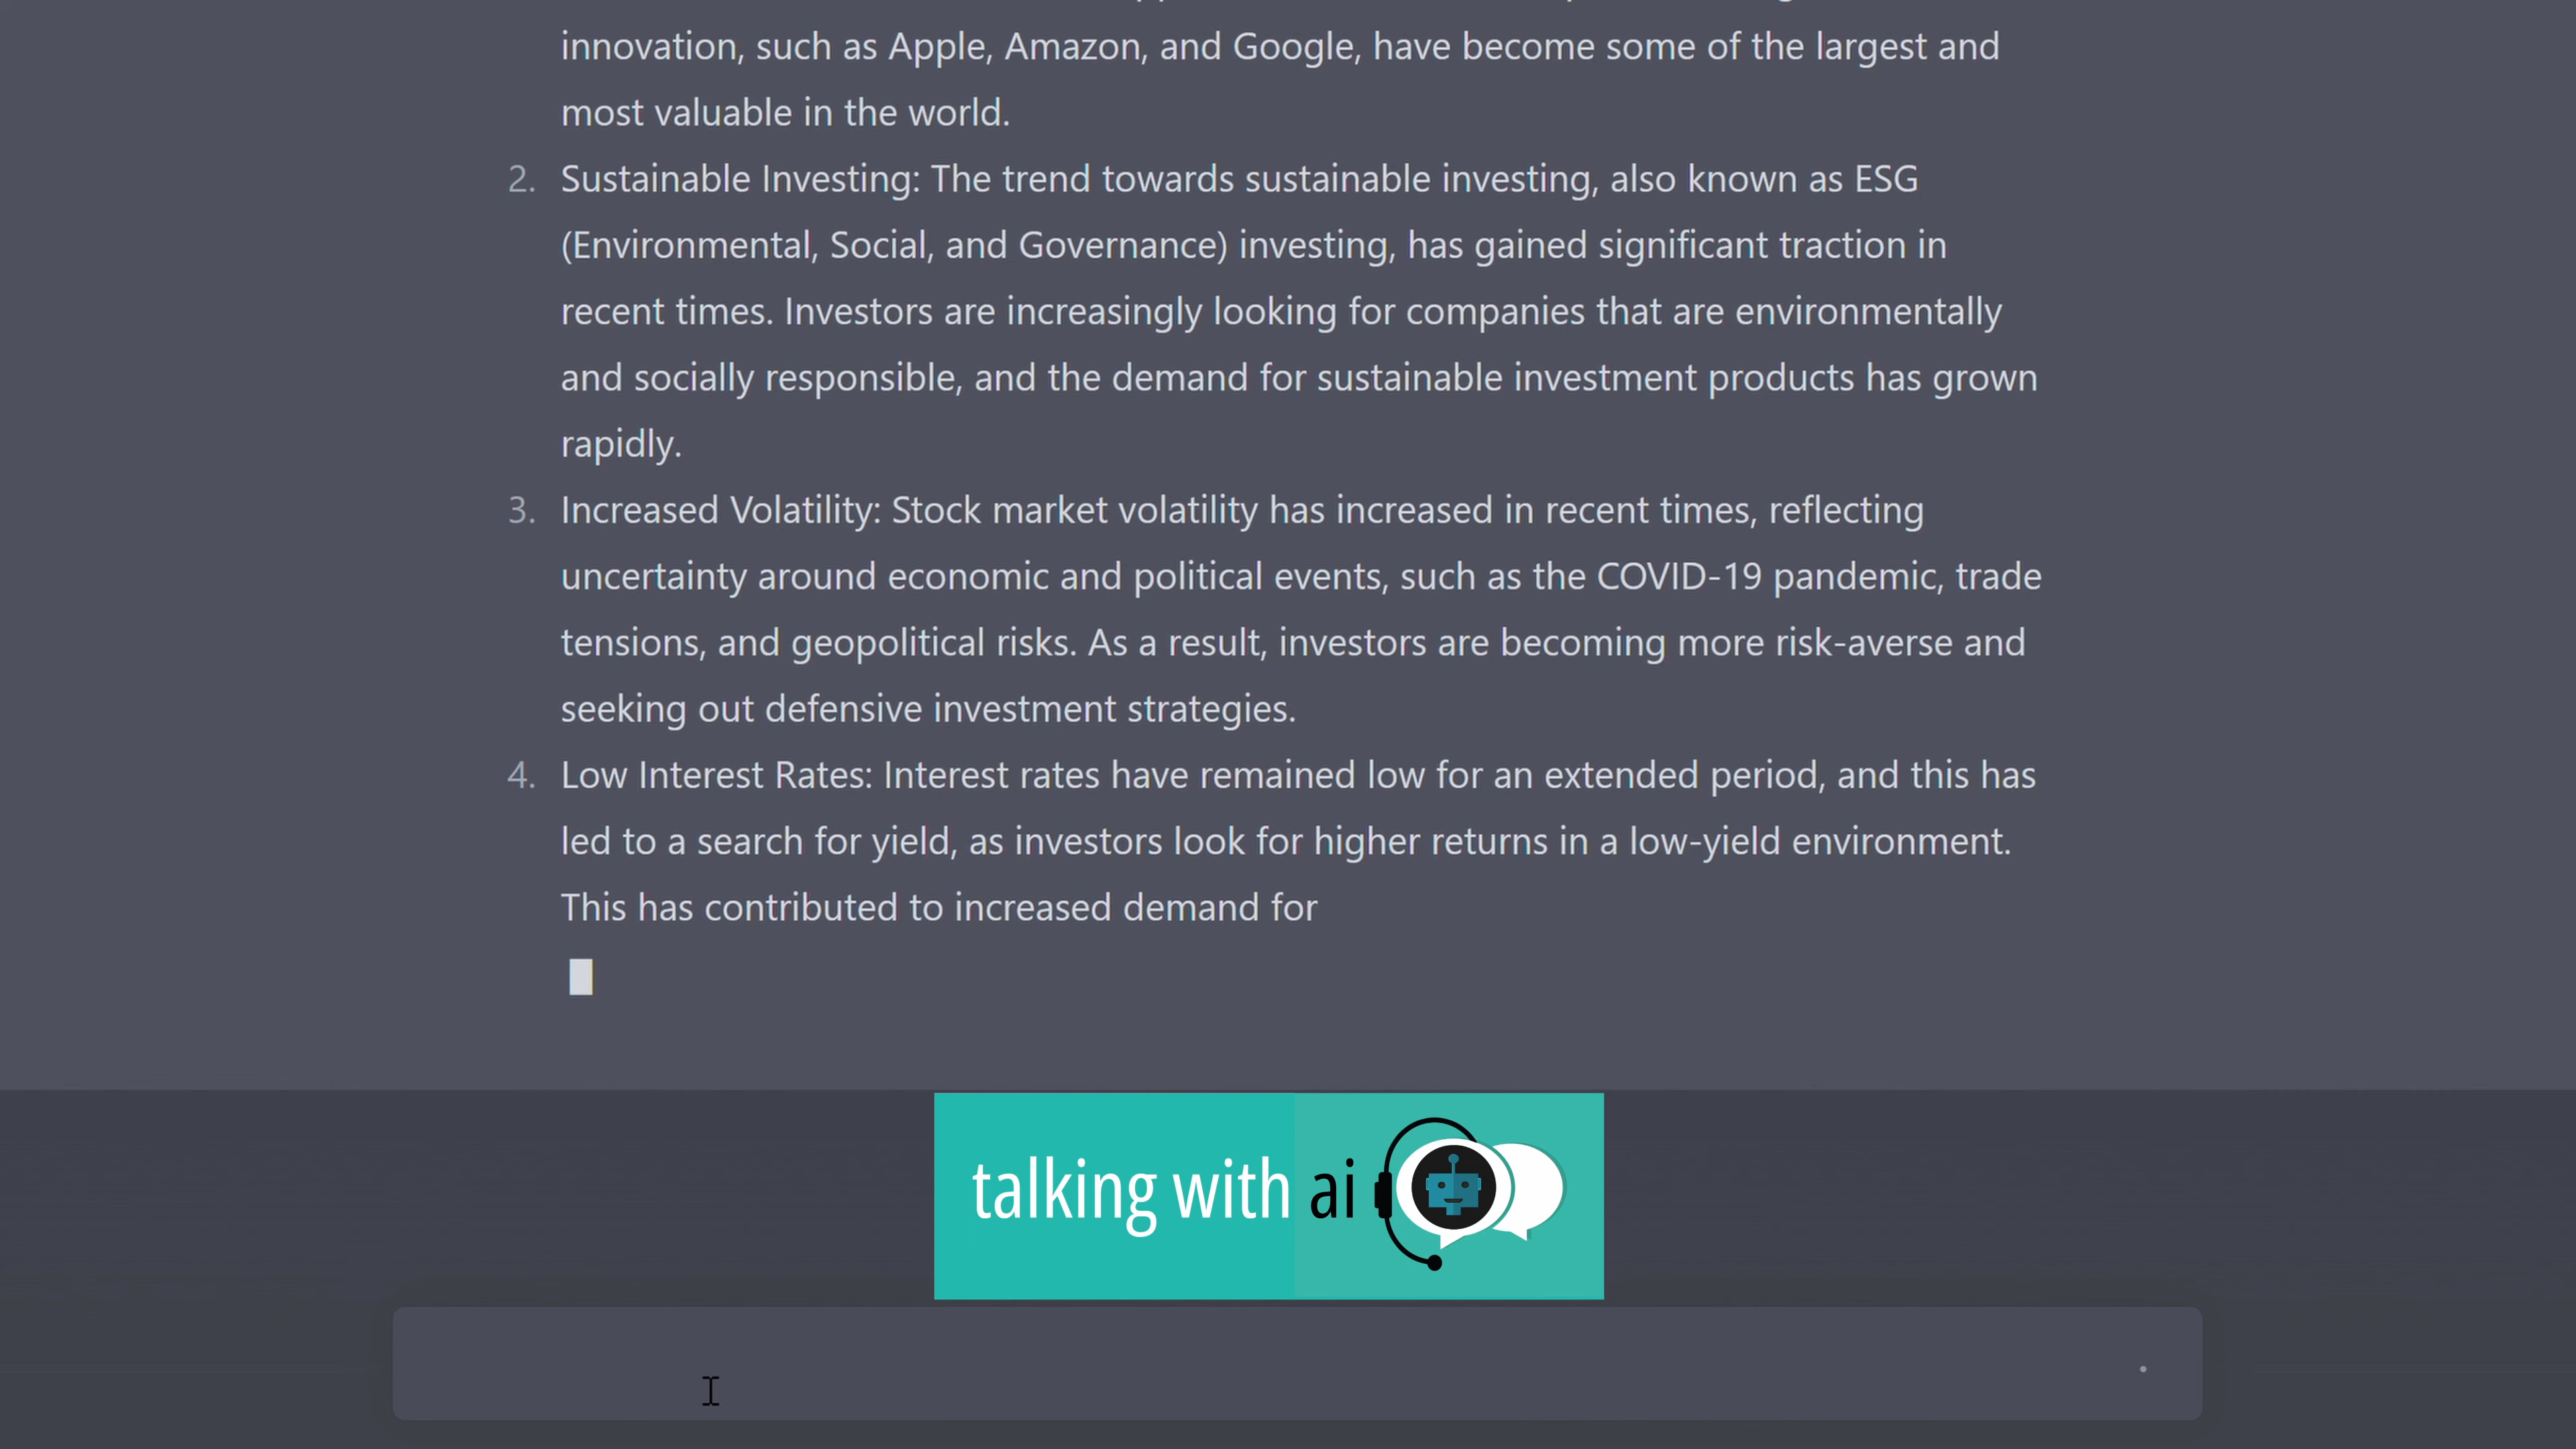 innovation, such as Apple, Amazon, and Google, have become some of the largest and
most valuable in the world.
2. Sustainable Investing: The trend towards sustainable investing, also known as ESG
(Environmental, Social, and Governance) investing, has gained significant traction in
recent times. Investors are increasingly looking for companies that are environmentally
and socially responsible, and the demand for sustainable investment products has grown
rapidly.
3. Increased Volatility: Stock market volatility has increased in recent times, reflecting
uncertainty around economic and political events, such as the COVID-19 pandemic, trade
tensions, and geopolitical risks. As a result, investors are becoming more risk-averse and
seeking out defensive investment strategies.
4. Low Interest Rates: Interest rates have remained low for an extended period, and this has
led to a search for yield, as investors look for higher returns in a low-yield environment.
This has contributed to increased demand for
talking with ai